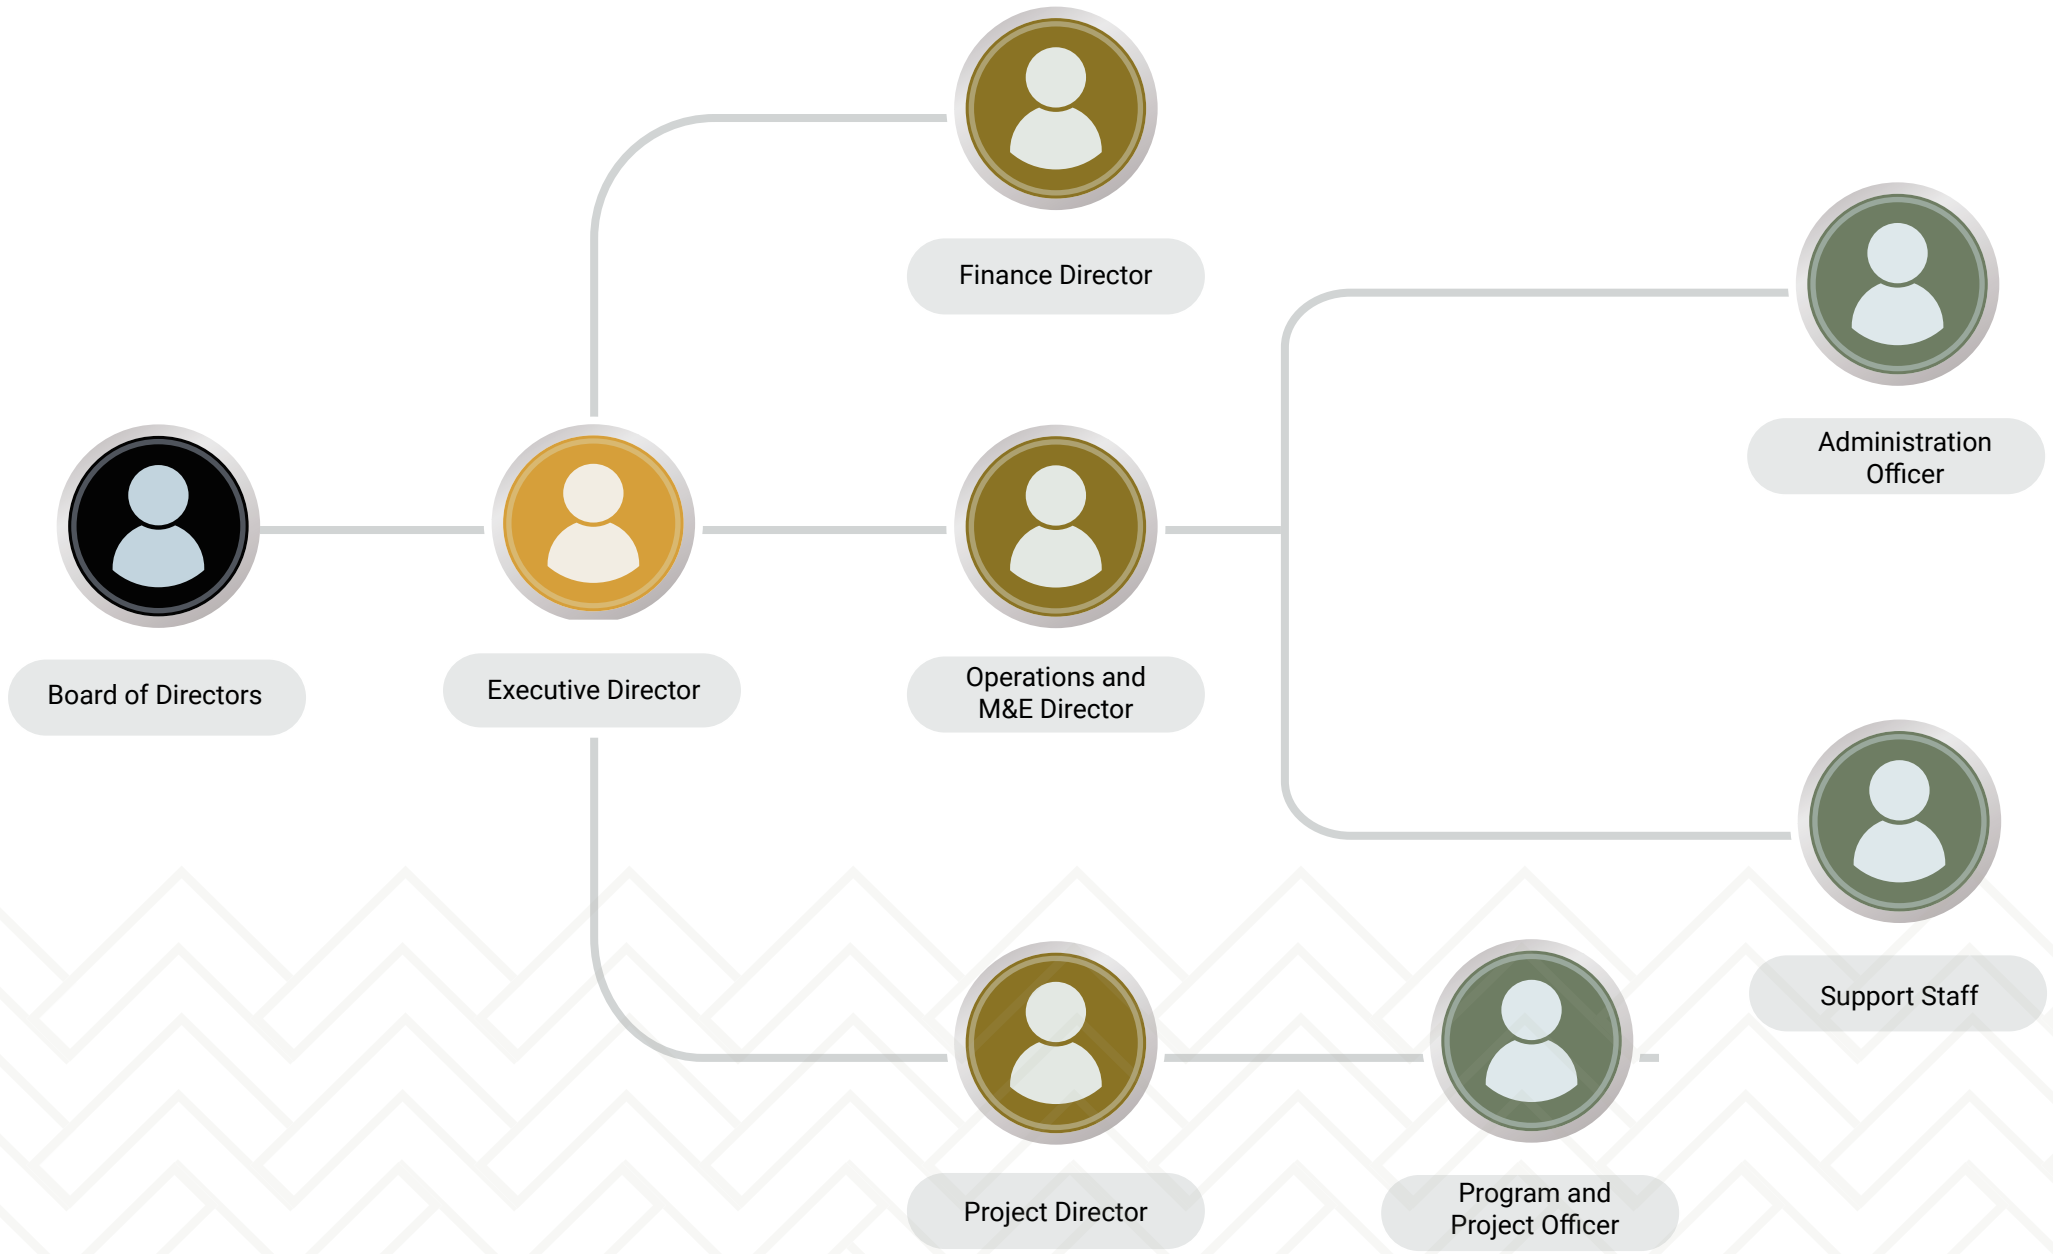 Finance Director
Administration
Officer
Board of Directors
Executive Director
Operations and
M&E Director
Support Staff
Project Director
Program and
Project Officer